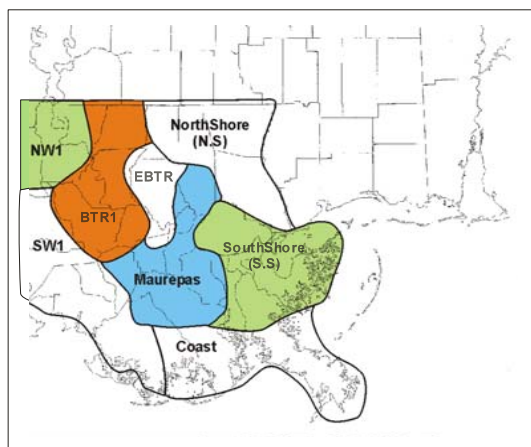 NorthShore
(N.S)
NW1
EBTR
BTR1
SW1
SouthShore
(S.S)
Maurepas
Coast